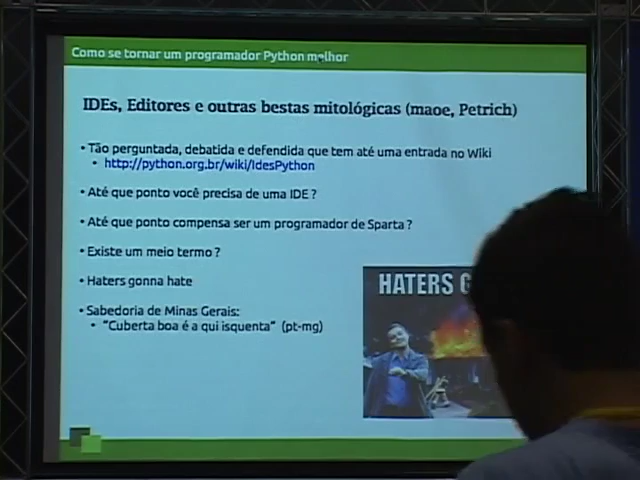 Como se tornar um programador Python melhor
IDEs, Editores e outras bestas mitológicas (maoe, Petrich)
• Tão perguntada, debatida e defendida que tem até uma entrada no Wiki
• http://python.org.br/wiki/IdesPython
• Até que ponto você precisa de uma IDE ?
• Até que ponto compensa ser um programador de Sparta ?
• Existe um meio termo ?
• Haters gonna hate
• Sabedoria de Minas Gerais:
• "Cuberta boa é a qui isquenta" (pt-mg)
HATERS G